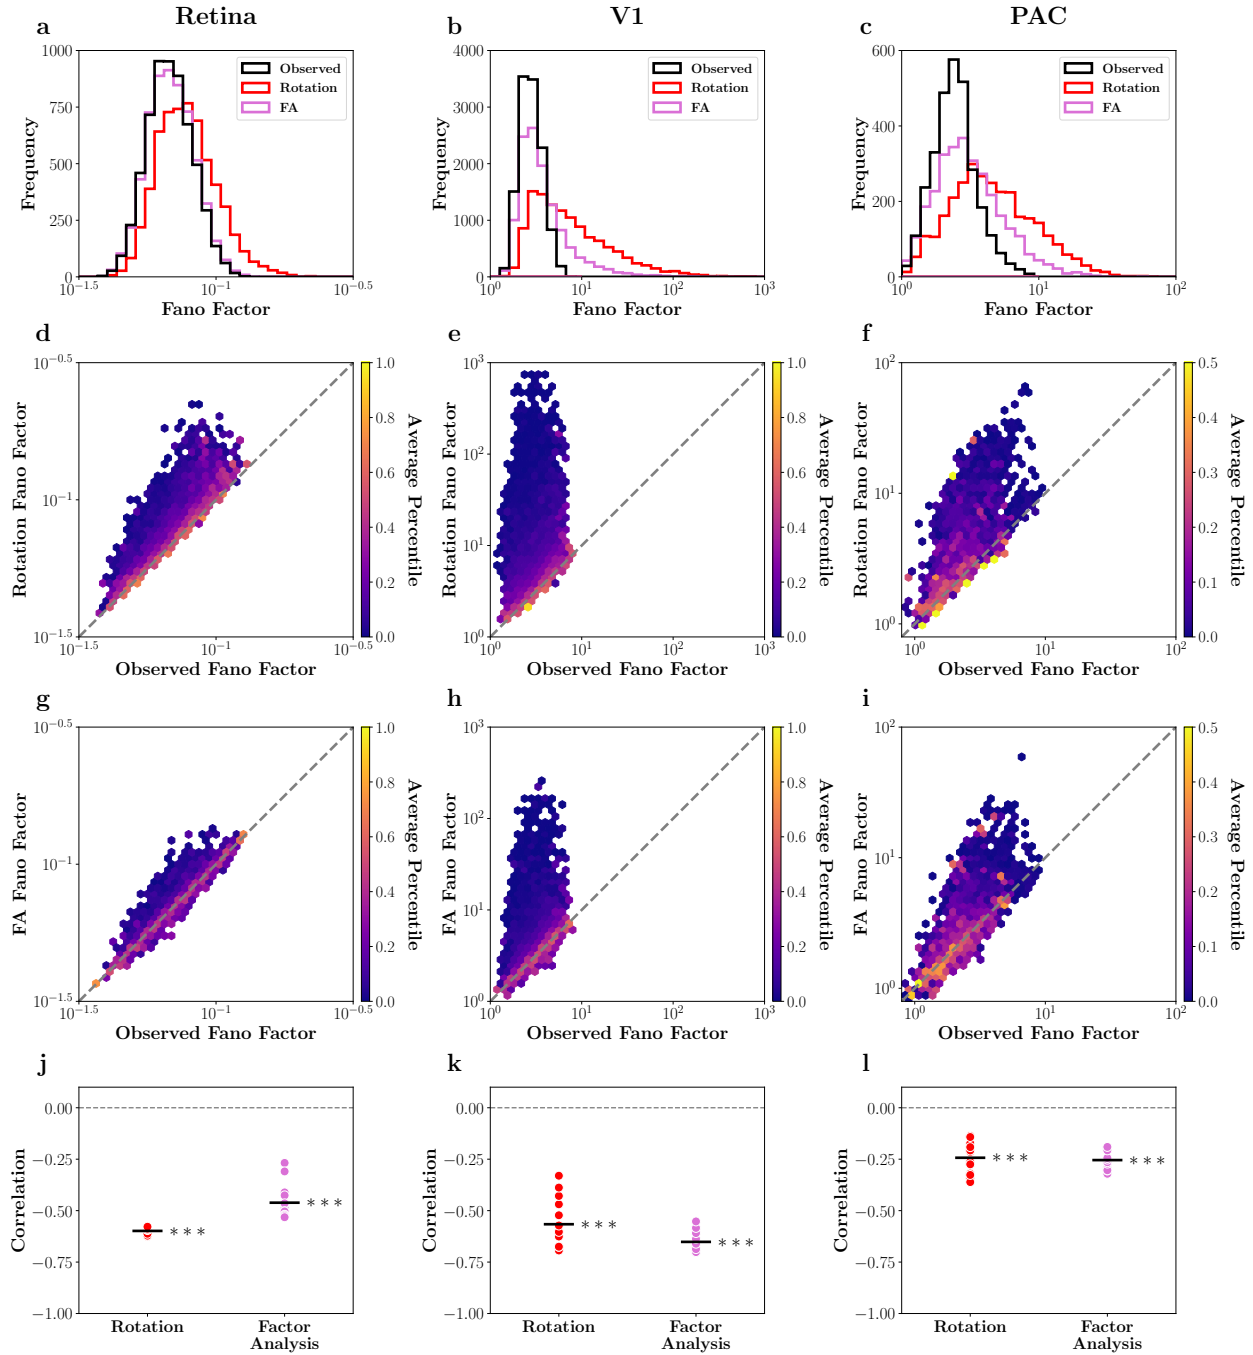 Retina
V1
PAC
a
b
c
Frequency
1000
750
500
250
0
Observed
Rotation
FA
10^−1.5
10^−1
10^−0.5
Fano Factor
Frequency
4000
3000
2000
1000
0
Observed
Rotation
FA
10^0
10^1
10^2
10^3
Fano Factor
Frequency
600
400
200
0
Observed
Rotation
FA
10^0
10^1
10^2
Fano Factor
d
e
f
Rotation Fano Factor
10^−0.5
10^−1
10^−1.5
10^−1.5
10^−1
10^−0.5
Observed Fano Factor
1.0
0.8
0.6
0.4
0.2
0.0
Average Percentile
Rotation Fano Factor
10^3
10^2
10^1
10^0
10^0
10^1
10^2
10^3
Observed Fano Factor
1.0
0.8
0.6
0.4
0.2
0.0
Average Percentile
Rotation Fano Factor
10^2
10^1
10^0
10^0
10^1
10^2
Observed Fano Factor
0.5
0.4
0.3
0.2
0.1
0.0
Average Percentile
g
h
i
FA Fano Factor
10^−0.5
10^−1
10^−1.5
10^−1.5
10^−1
10^−0.5
Observed Fano Factor
1.0
0.8
0.6
0.4
0.2
0.0
Average Percentile
FA Fano Factor
10^3
10^2
10^1
10^0
10^0
10^1
10^2
10^3
Observed Fano Factor
1.0
0.8
0.6
0.4
0.2
0.0
Average Percentile
FA Fano Factor
10^2
10^1
10^0
10^0
10^1
10^2
Observed Fano Factor
0.5
0.4
0.3
0.2
0.1
0.0
Average Percentile
j
k
l
Correlation
0.00
−0.25
−0.50
−0.75
−1.00
∗∗∗
∗∗∗
Rotation
Factor
Analysis
Correlation
0.00
−0.25
−0.50
−0.75
−1.00
∗∗∗
∗∗∗
Rotation
Factor
Analysis
Correlation
0.00
−0.25
−0.50
−0.75
−1.00
∗∗∗
∗∗∗
Rotation
Factor
Analysis